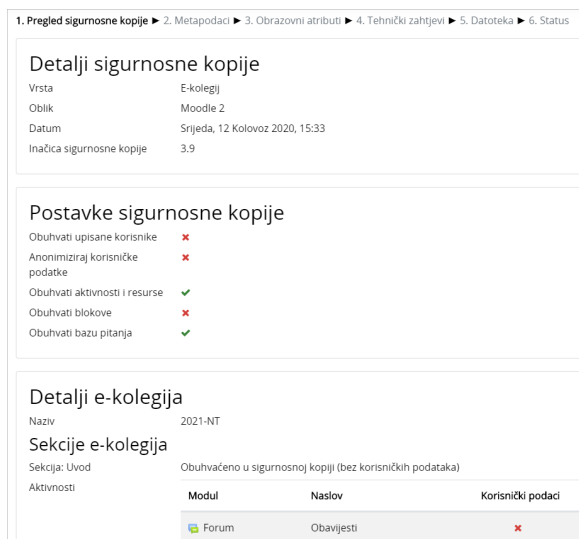 1. Pregled sigurnosne kopije ► 2. Metapodaci ► 3. Obrazovni atributi ► 4. Tehnički zahtjevi ► 5. Datoteka ► 6. Status
Detalji sigurnosne kopije
Vrsta E-kolegij
Oblik Moodle 2
Datum Srijeda, 12 Kolovoz 2020, 15:33
Inačica sigurnosne kopije 3.9
Postavke sigurnosne kopije
Obuhvati upisane korisnike ✖
Anonimiziraj korisničke ✖
podatke
Obuhvati aktivnosti i resurse ✔
Obuhvati blokove ✖
Obuhvati bazu pitanja ✔
Detalji e-kolegija
Naziv 2021-NT
Sekcije e-kolegija
Sekcija: Uvod Obuhvaćeno u sigurnosnoj kopiji (bez korisničkih podataka)
Aktivnosti
Modul Naslov Korisnički podaci
Forum Obavijesti ✖